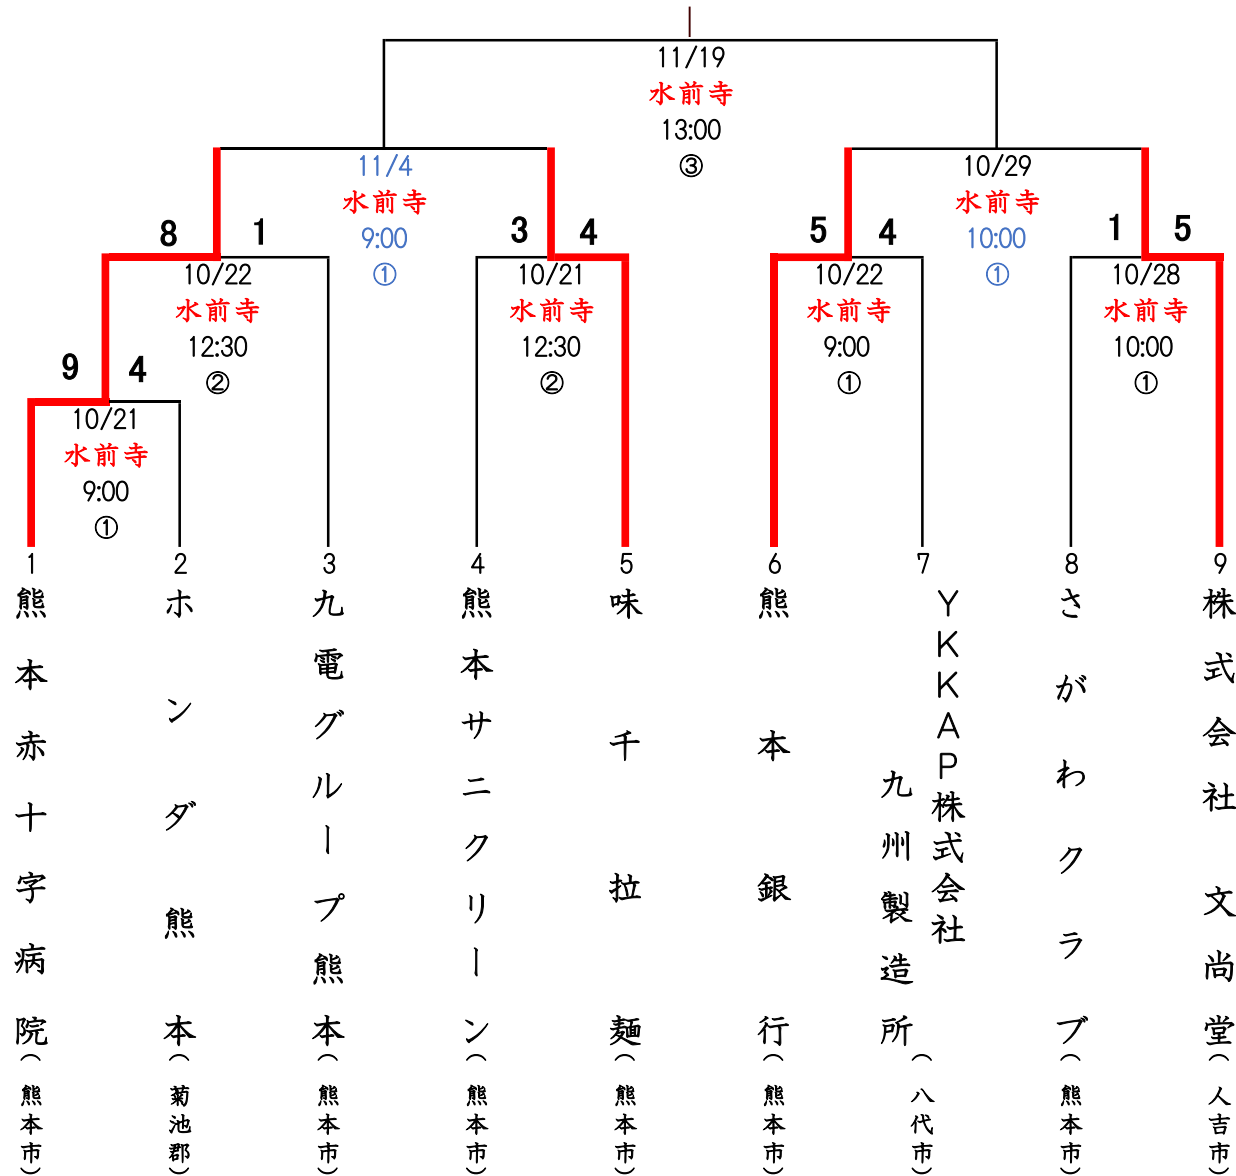 11/19
水前寺
13:00
③
11/4
水前寺
9:00
①
10/29
水前寺
10:00
①
8 1
10/22
水前寺
12:30
②
3 4
10/21
水前寺
12:30
②
5 4
10/22
水前寺
9:00
①
1 5
10/28
水前寺
10:00
①
9 4
10/21
水前寺
9:00
①
1
熊本赤十字病院
(熊本市)
2
ホンダ熊本
(菊池郡)
3
九電グループ熊本
(熊本市)
4
熊本サニクリーン
(熊本市)
5
味千拉麺
(熊本市)
6
熊本銀行
(熊本市)
7
YKKAP株式会社
九州製造所
(八代市)
8
さがわクラブ
(熊本市)
9
株式会社 文尚堂
(人吉市)